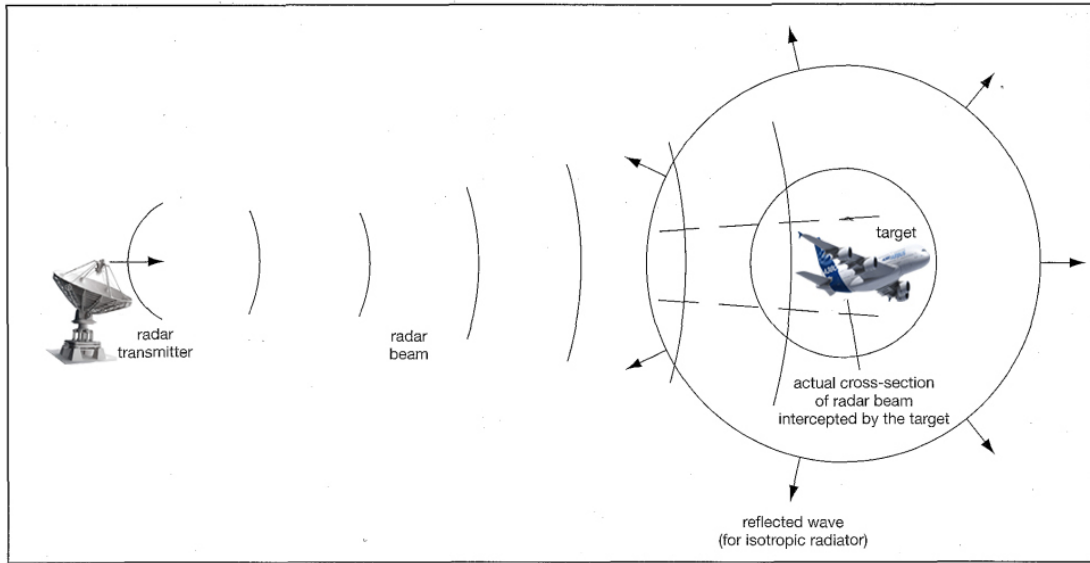 radar
transmitter
radar
beam
target
actual cross-section
of radar beam
intercepted by the target
reflected wave
(for isotropic radiator)